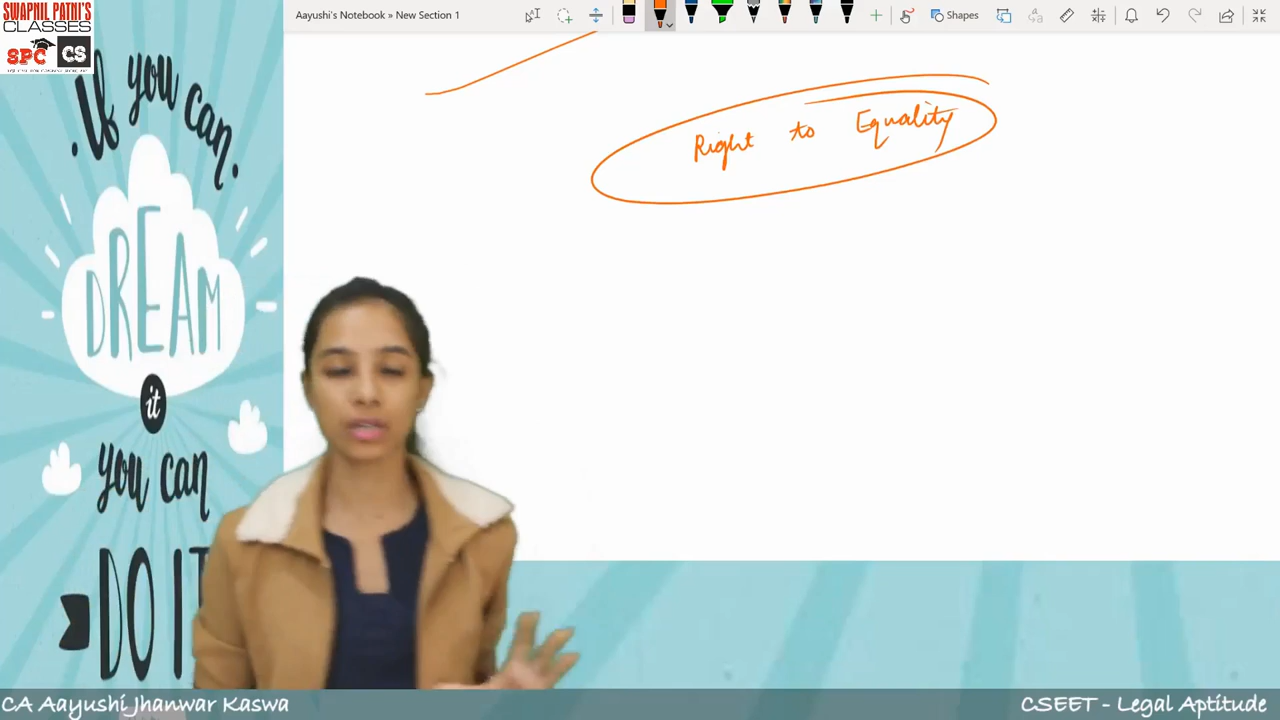 SWAPNIL PATNI'S
CLASSES
SPC CS
Aayushi's Notebook » New Section 1
Shapes
If you can
DREAM
it
you can
DO IT
Right to Equality
CA Aayushi Jhanwar Kaswa
CSEET - Legal Aptitude